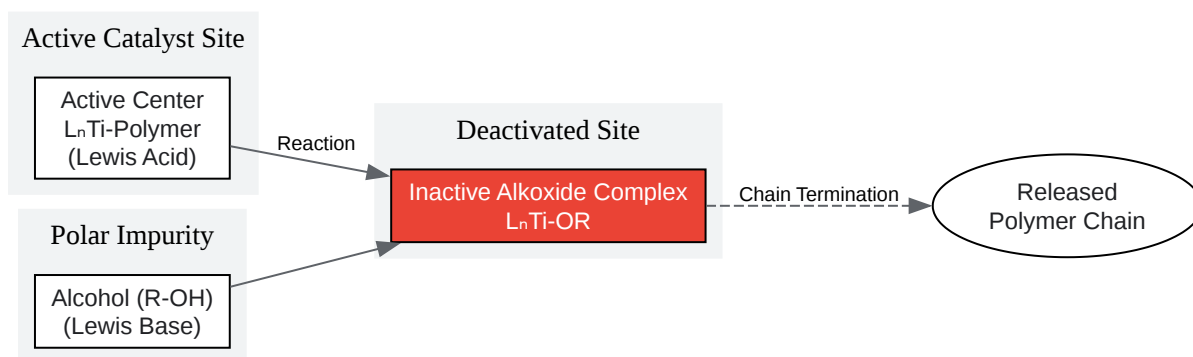 Active Catalyst Site
Active Center
LₙTi-Polymer
(Lewis Acid)
Reaction
Polar Impurity
Alcohol (R-OH)
(Lewis Base)
Deactivated Site
Inactive Alkoxide Complex
LₙTi-OR
Chain Termination
Released
Polymer Chain